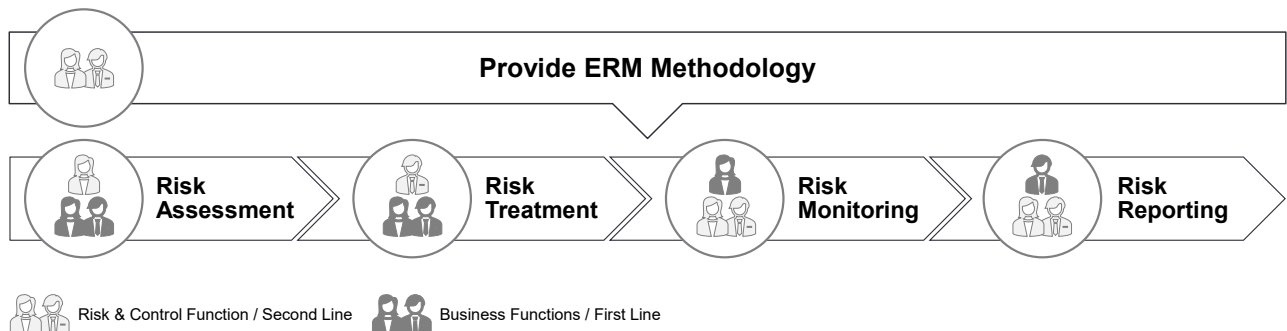 Provide ERM Methodology
Risk
Assessment
Risk
Treatment
Risk
Monitoring
Risk
Reporting
Risk & Control Function / Second Line
Business Functions / First Line